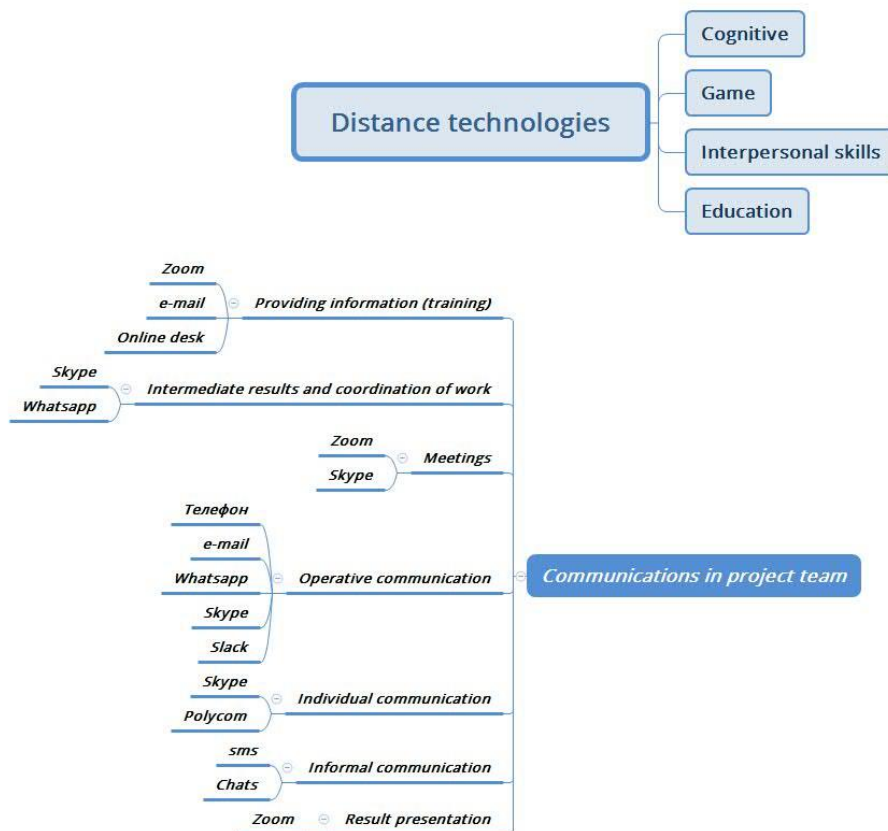 Distance technologies
Cognitive
Game
Interpersonal skills
Education
Communications in project team
Providing information (training)
Zoom
e-mail
Online desk
Intermediate results and coordination of work
Skype
Whatsapp
Meetings
Zoom
Skype
Operative communication
Телефон
e-mail
Whatsapp
Skype
Slack
Individual communication
Skype
Polycom
Informal communication
sms
Chats
Result presentation
Zoom